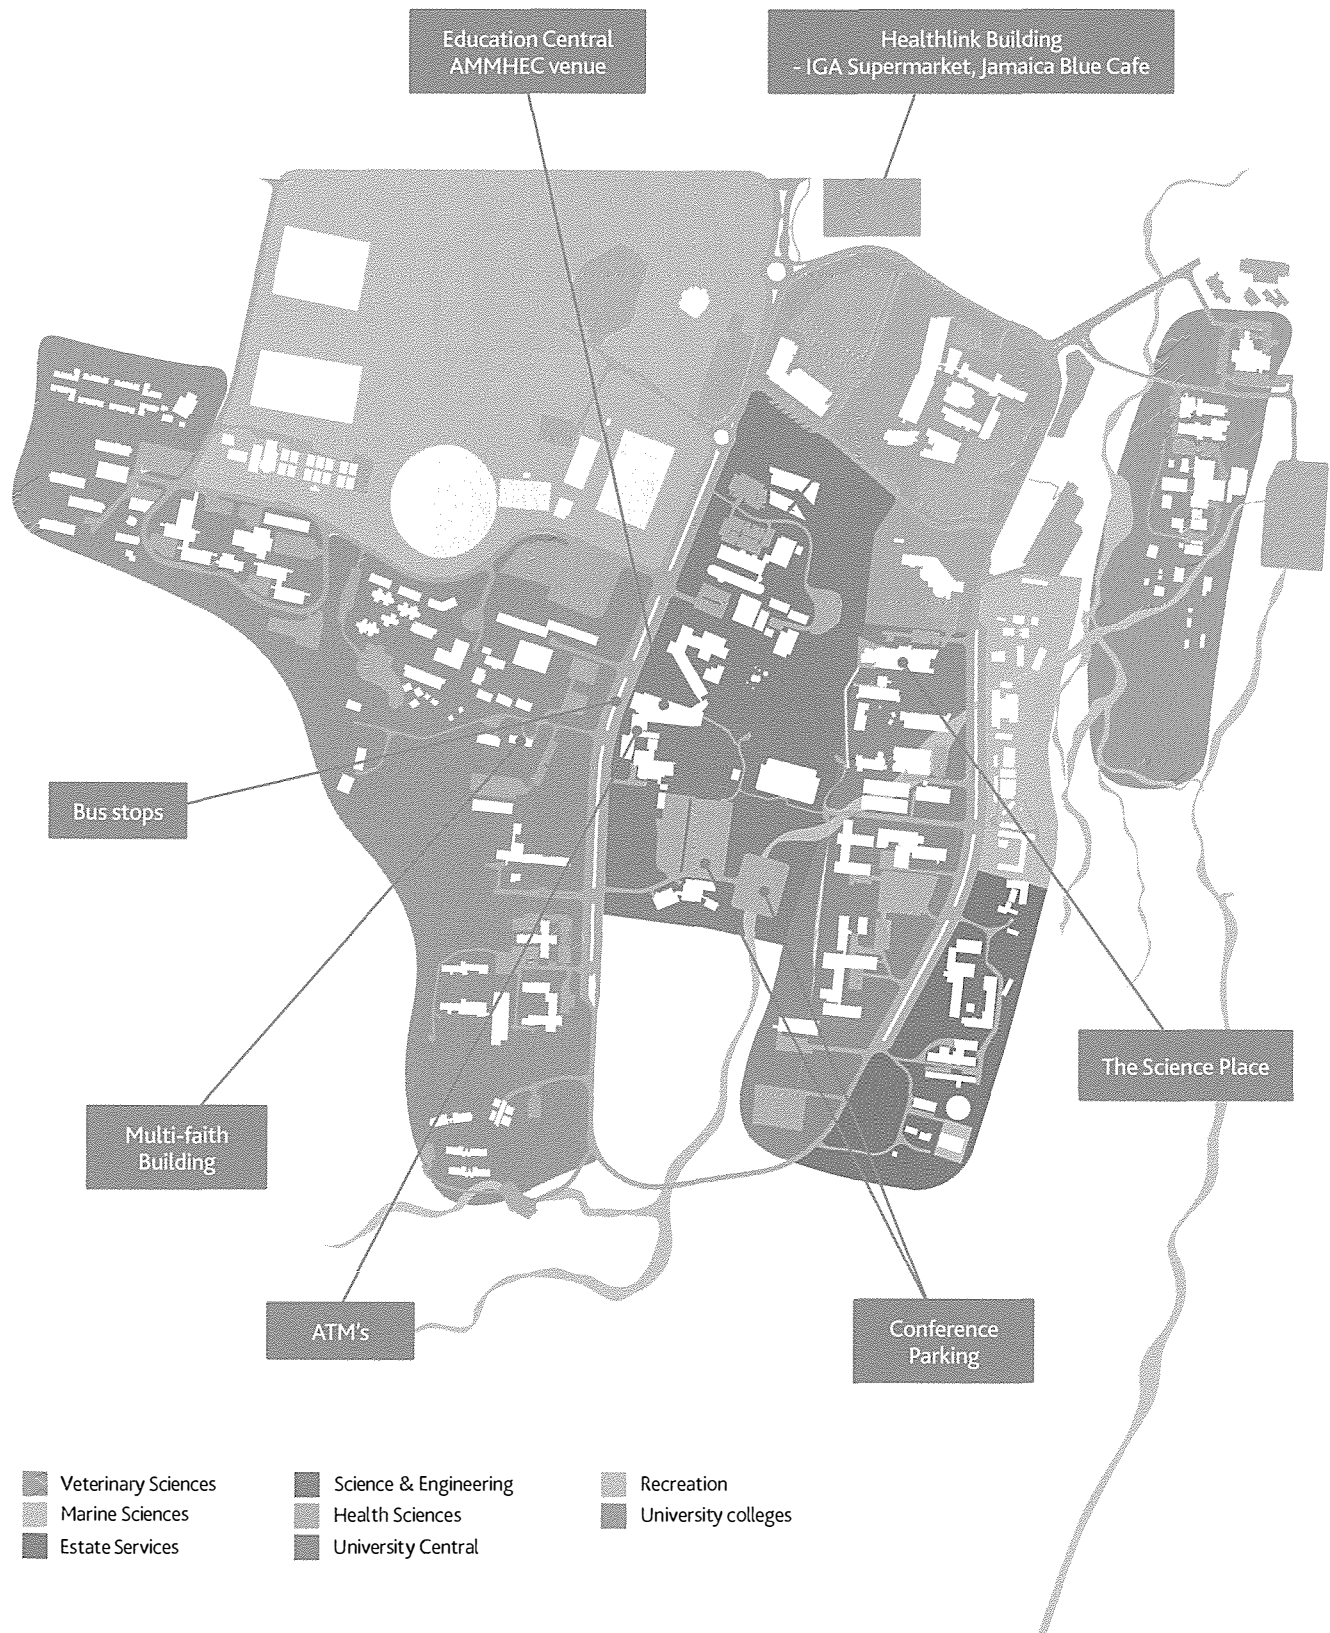 Education Central
AMMHEC venue
Healthlink Building
- IGA Supermarket, Jamaica Blue Cafe
Bus stops
The Science Place
Multi-faith
Building
ATM's
Conference
Parking
Veterinary Sciences
Marine Sciences
Estate Services
Science & Engineering
Health Sciences
University Central
Recreation
University colleges